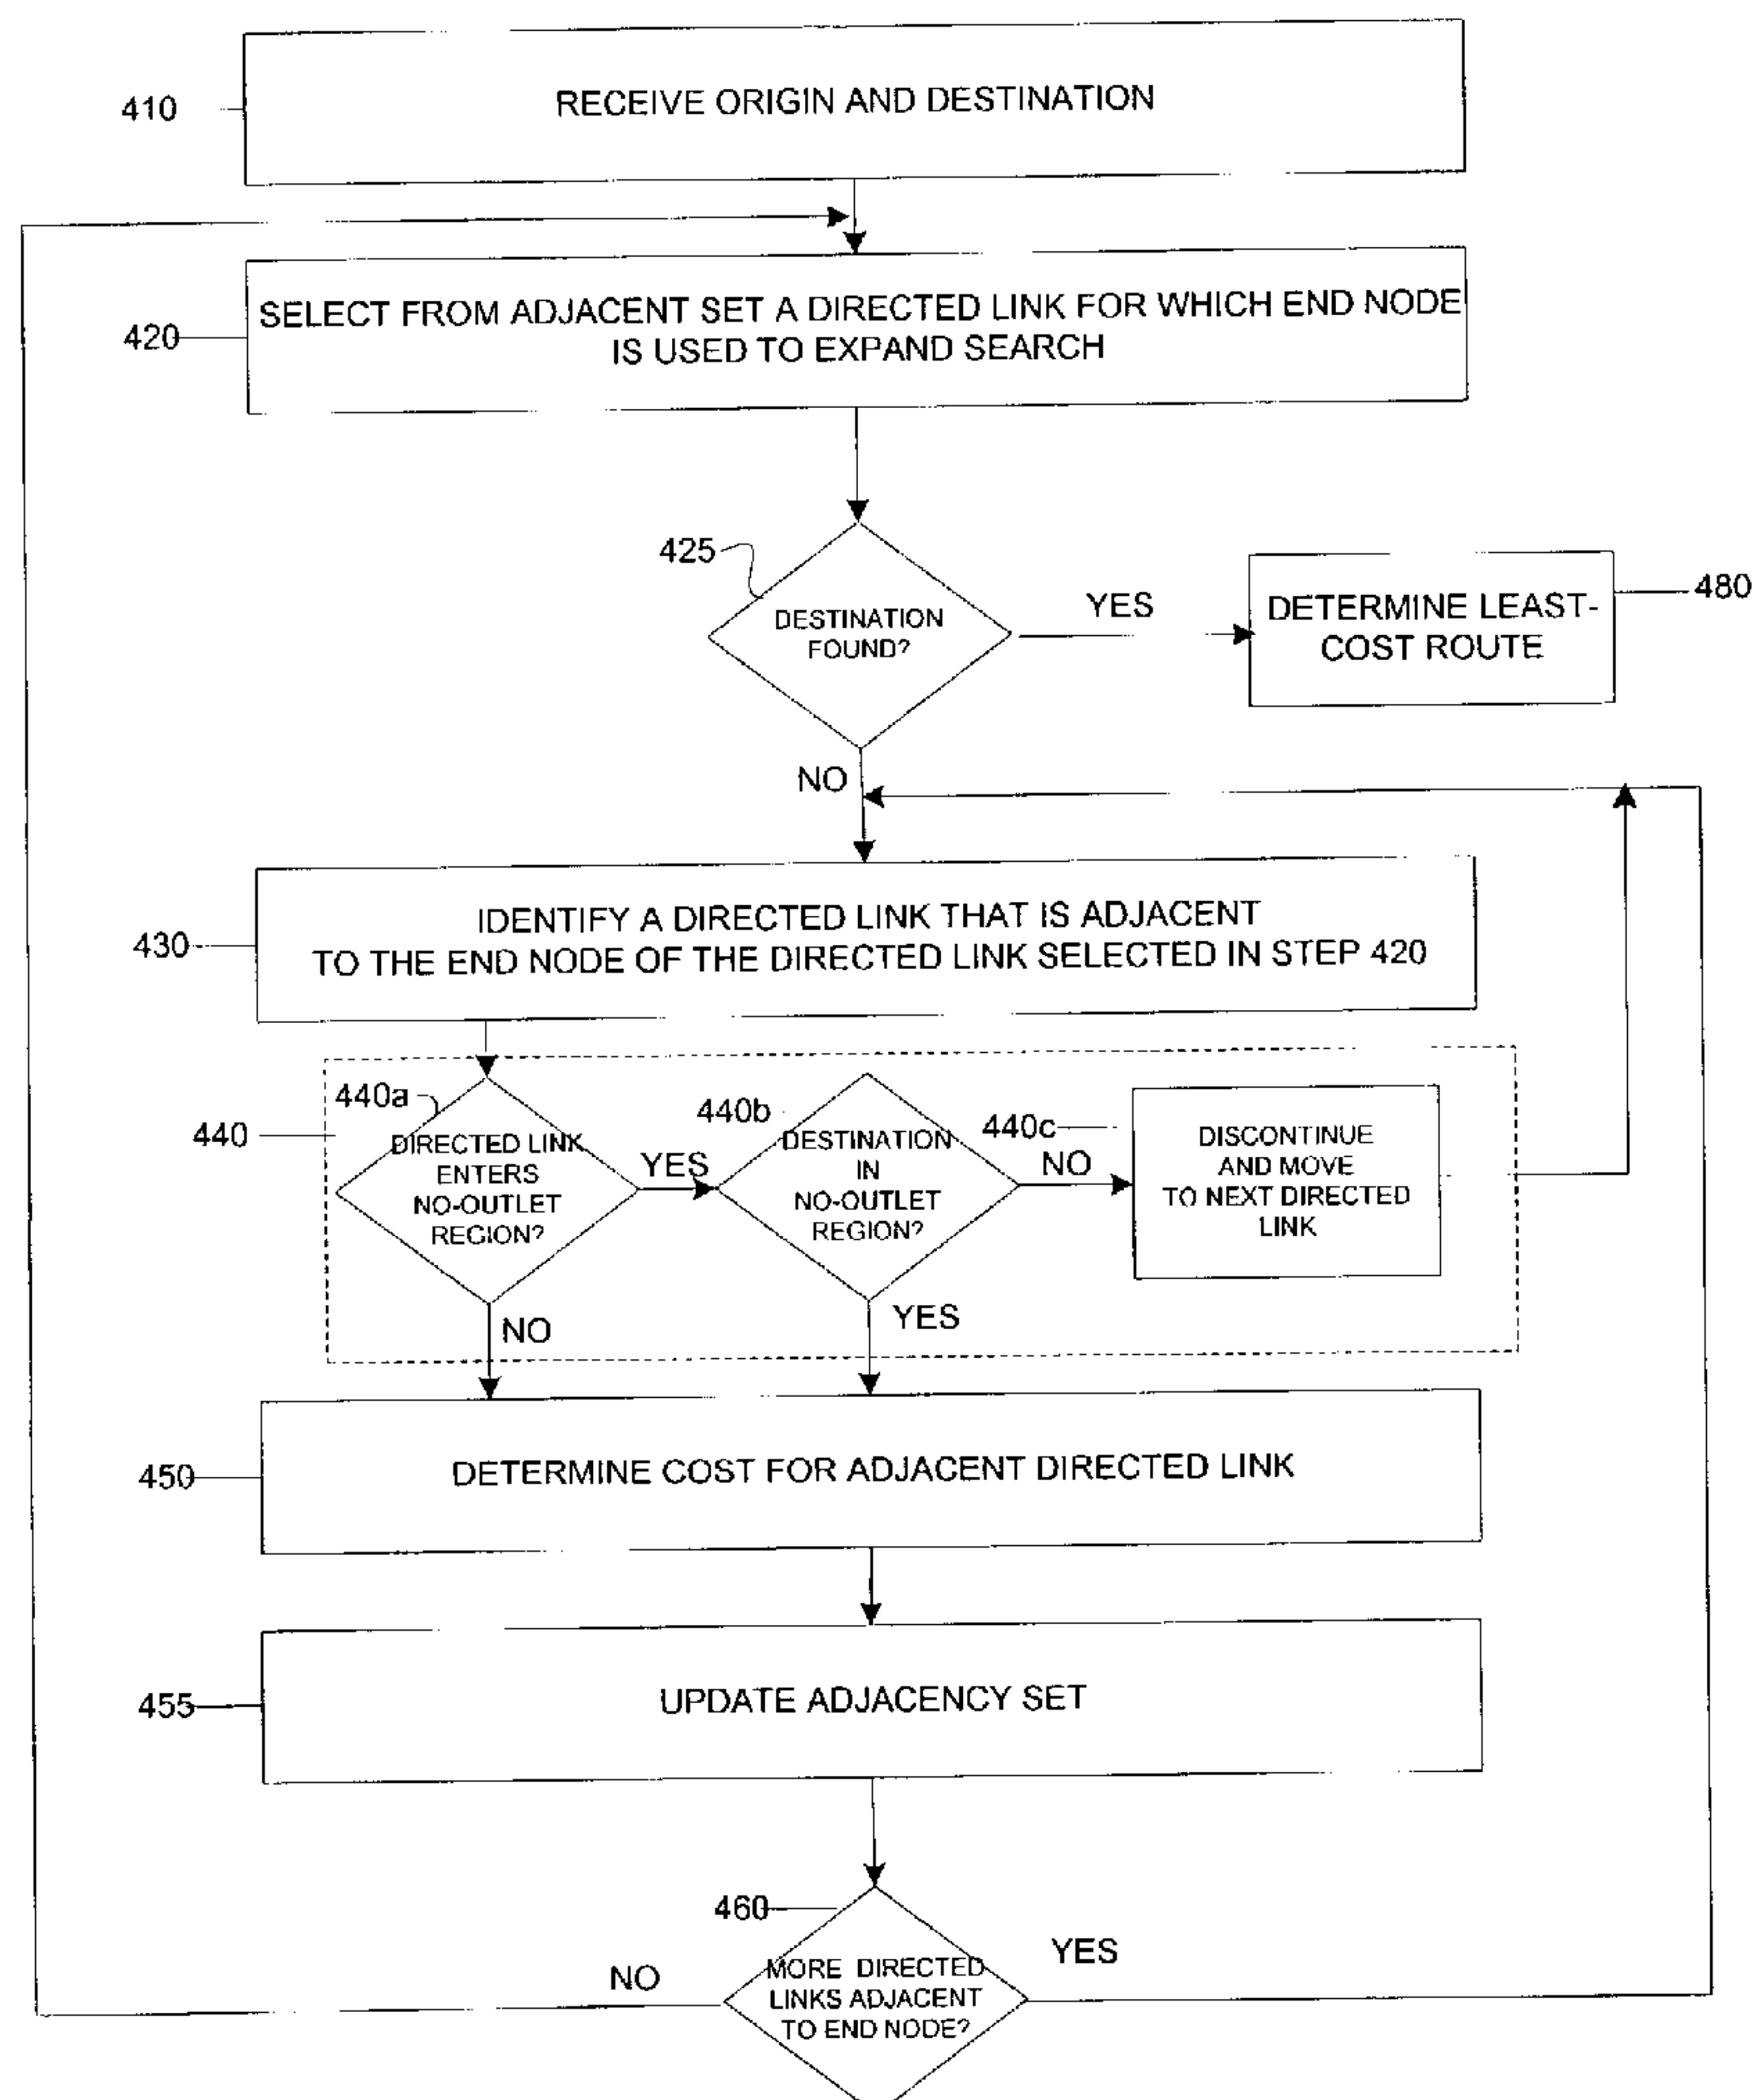 410
RECEIVE ORIGIN AND DESTINATION
420
SELECT FROM ADJACENT SET A DIRECTED LINK FOR WHICH END NODE
IS USED TO EXPAND SEARCH
425
DESTINATION
FOUND?
YES
DETERMINE LEAST-
COST ROUTE
480
NO
430
IDENTIFY A DIRECTED LINK THAT IS ADJACENT
TO THE END NODE OF THE DIRECTED LINK SELECTED IN STEP 420
440
440a
DIRECTED LINK
ENTERS
NO-OUTLET
REGION?
YES
NO
440b
DESTINATION
IN
NO-OUTLET
REGION?
NO
YES
440c
DISCONTINUE
AND MOVE
TO NEXT DIRECTED
LINK
450
DETERMINE COST FOR ADJACENT DIRECTED LINK
455
UPDATE ADJACENCY SET
460
MORE DIRECTED
LINKS ADJACENT
TO END NODE?
NO
YES